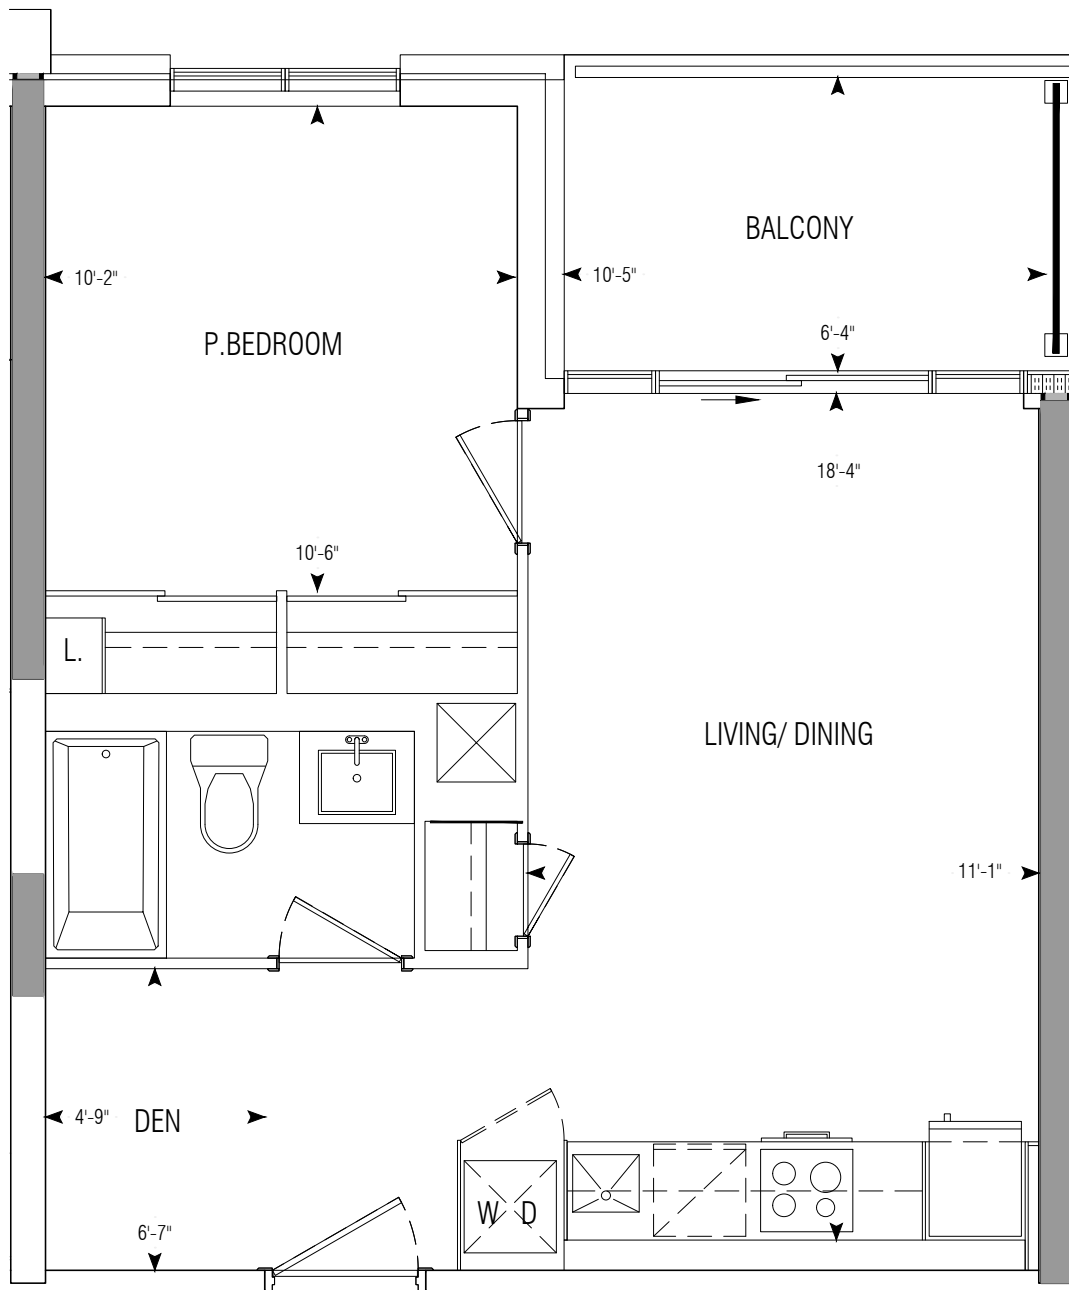 BALCONY
10'-2"
10'-5"
P.BEDROOM
6'-4"
18'-4"
10'-6"
L.
LIVING/ DINING
11'-1"
4'-9"
DEN
W D
6'-7"